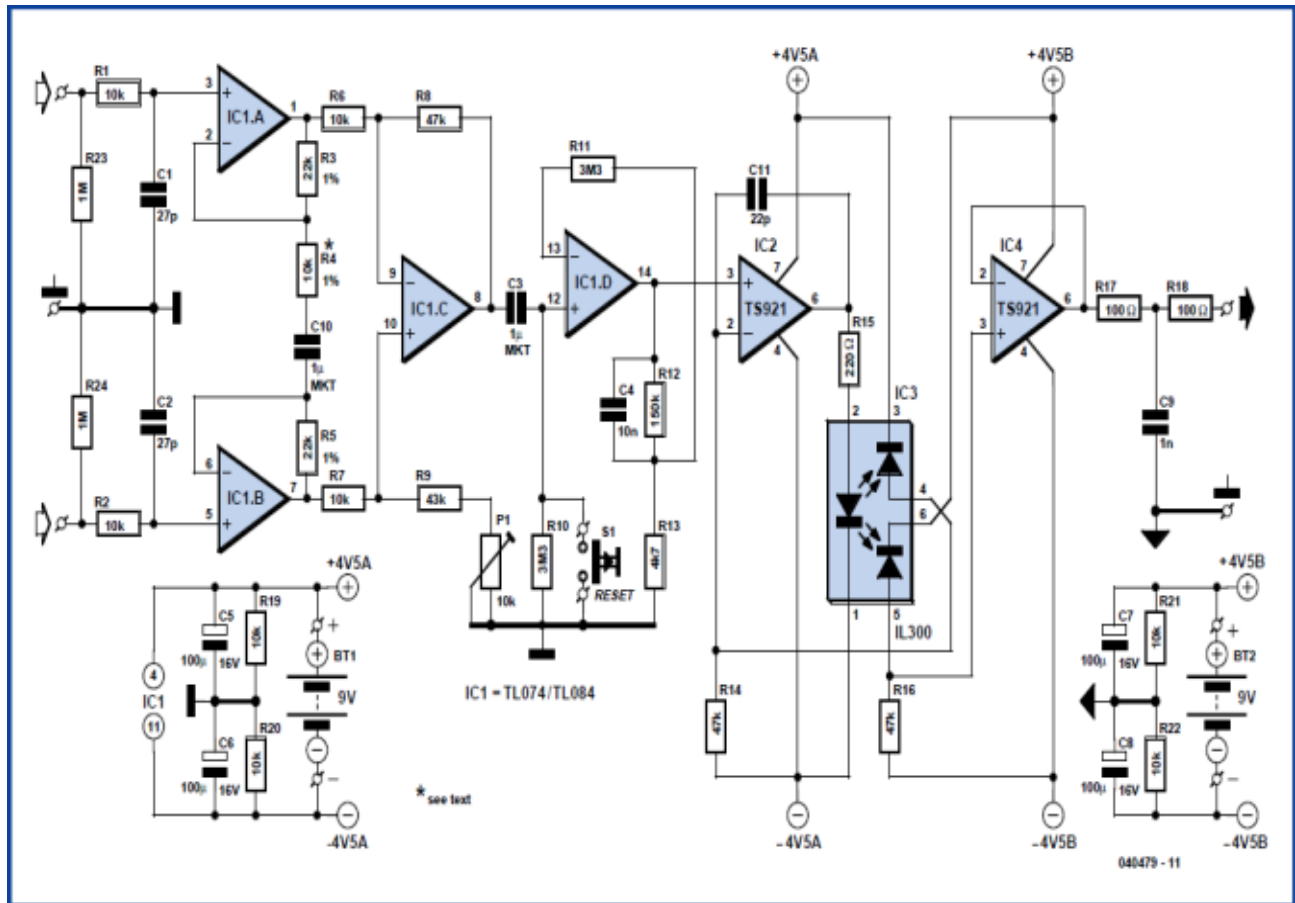 +4V5A
+4V5B
R1
10k
3
+
IC1.A
1
2
−
R6
10k
R8
47k
R23
1M
C1
27p
R3
22k
1%
R11
3M3
C11
22p
*
R4
10k
1%
IC2
IC4
9
−
IC1.C
8
10
+
C3
1µ
MKT
13
−
IC1.D
14
12
+
3
+
7
TS921
6
2
−
4
2
−
7
TS921
6
3
+
4
R17
100 Ω
R18
100 Ω
R15
220 Ω
C10
1µ
MKT
R24
1M
C2
27p
R5
22k
1%
C4
10n
R12
150k
IC3
2
3
4
6
1
5
IL300
C9
1n
6
−
IC1.B
7
5
+
R2
10k
R7
10k
R9
43k
P1
10k
R10
3M3
S1
RESET
R13
4k7
+4V5A
+4V5B
C5
100µ
16V
R19
10k
+
+
BT1
9V
4
IC1
11
C6
100µ
16V
R20
10k
−
−
−4V5A
IC1 = TL074/TL084
* see text
R14
47k
R16
47k
−4V5A
−4V5B
C7
100µ
16V
R21
10k
+
+
BT2
9V
C8
100µ
16V
R22
10k
−
−
−4V5B
040479 - 11